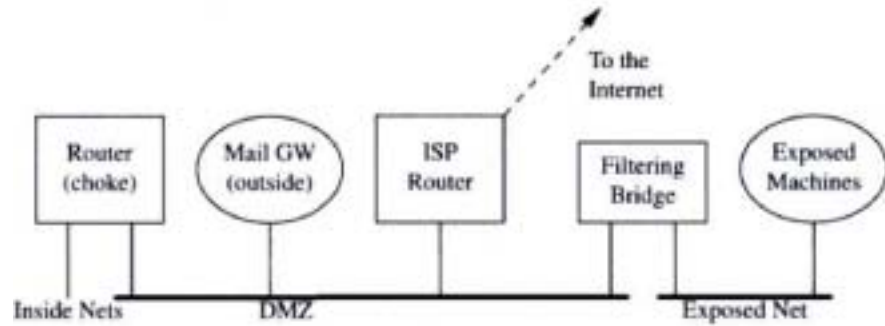 To the
Internet
Router
(choke)
Mail GW
(outside)
ISP
Router
Filtering
Bridge
Exposed
Machines
Inside Nets
DMZ
Exposed Net